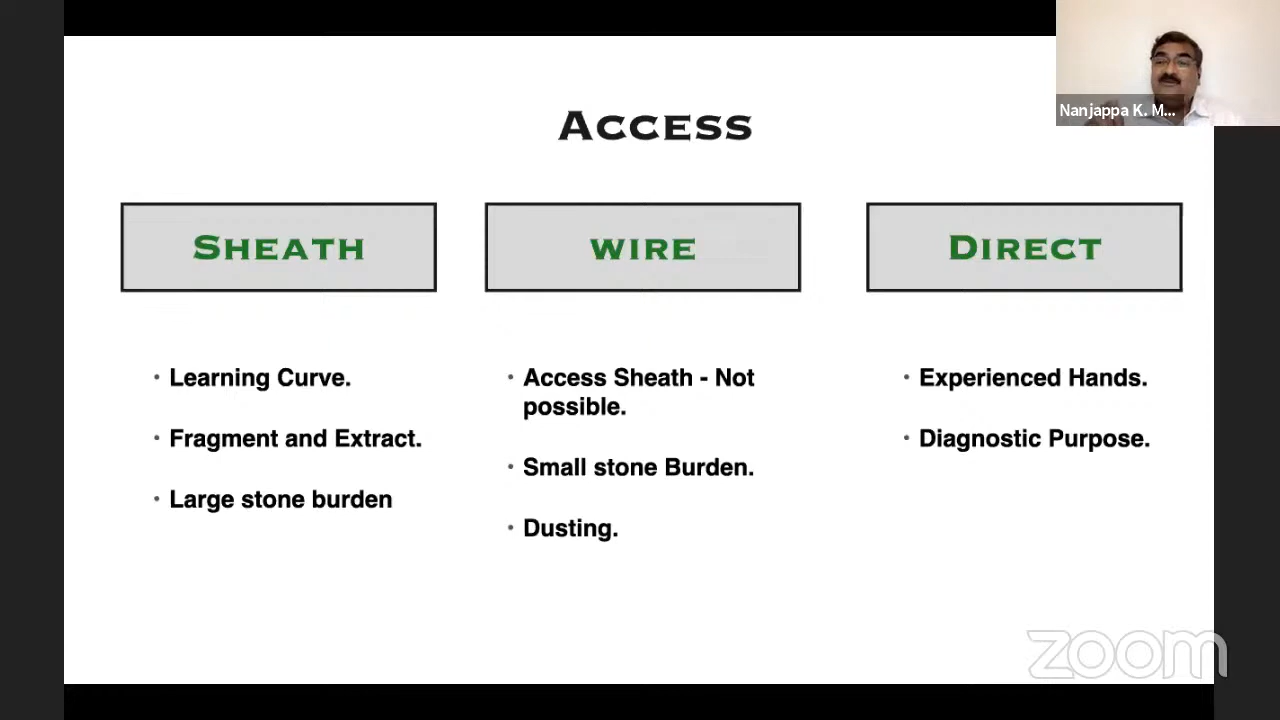 Nanjappa K. M...
Access
Sheath
wire
Direct
• Learning Curve.
• Fragment and Extract.
• Large stone burden
• Access Sheath - Not
possible.
• Small stone Burden.
• Dusting.
• Experienced Hands.
• Diagnostic Purpose.
zoom